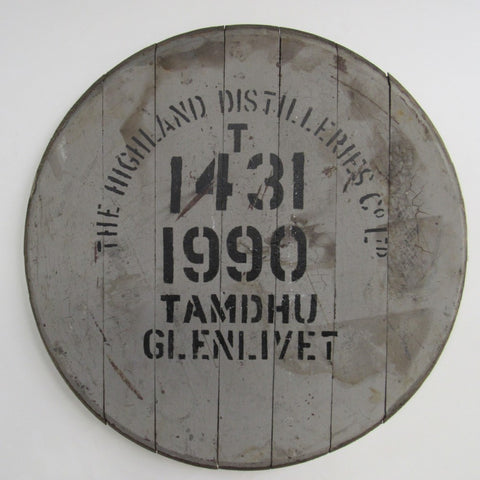 THE HIGHLAND DISTILLERIES Co LTD
T
1431
1990
TAMDHU
GLENLIVET